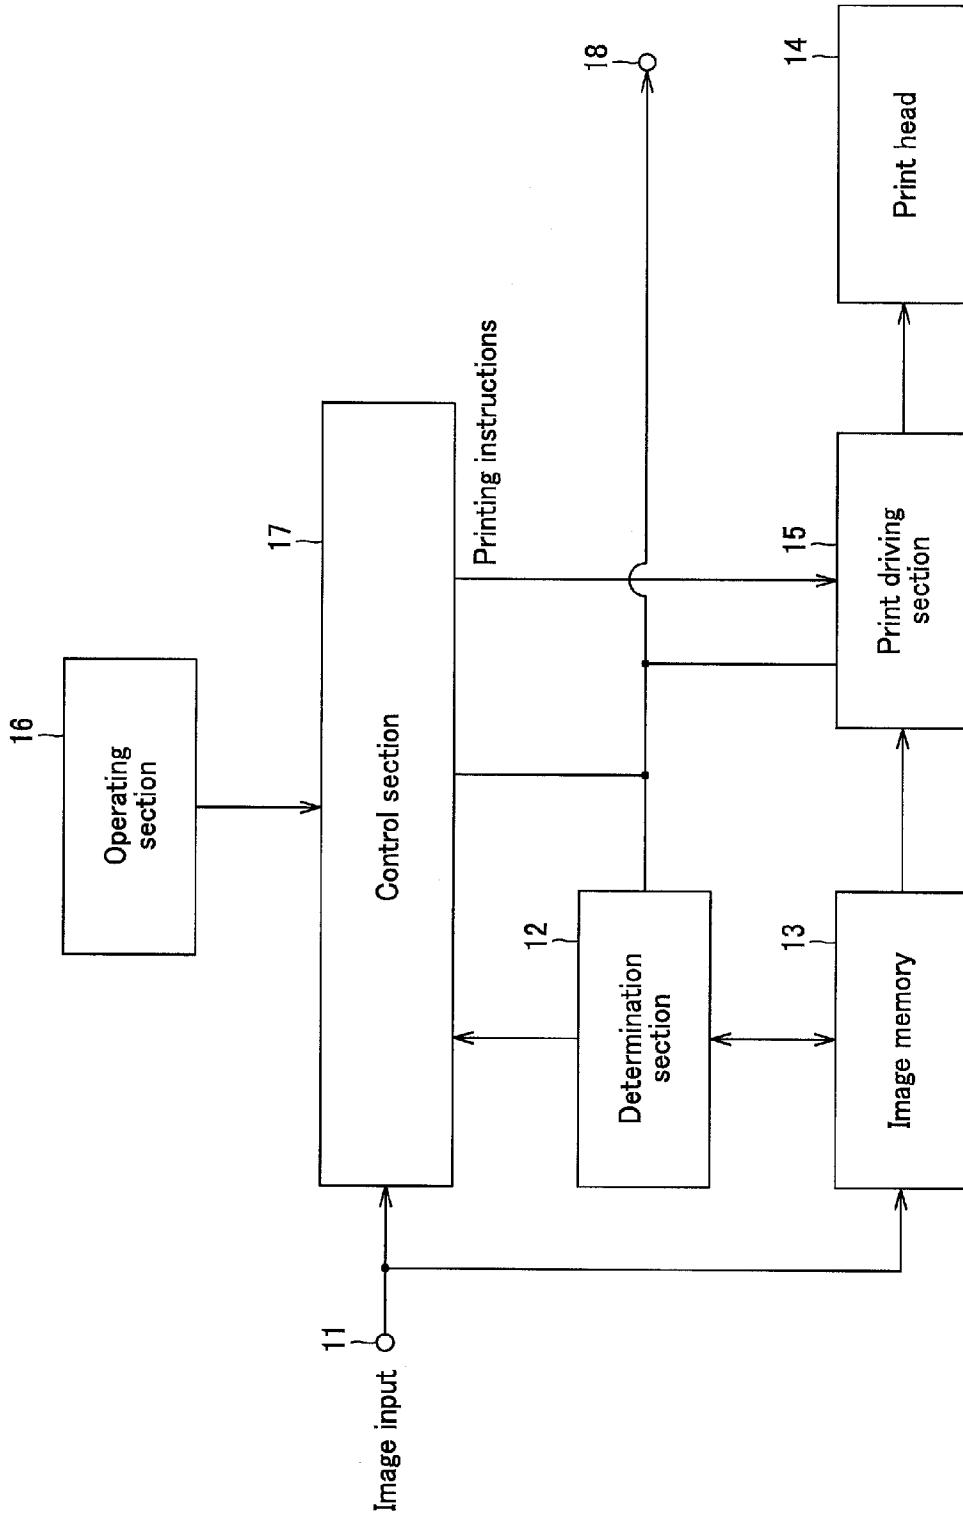 16
Operating
section
17
Control section
Printing instructions
11
Image input
12
Determination
section
18
13
Image memory
15
Print driving
section
14
Print head